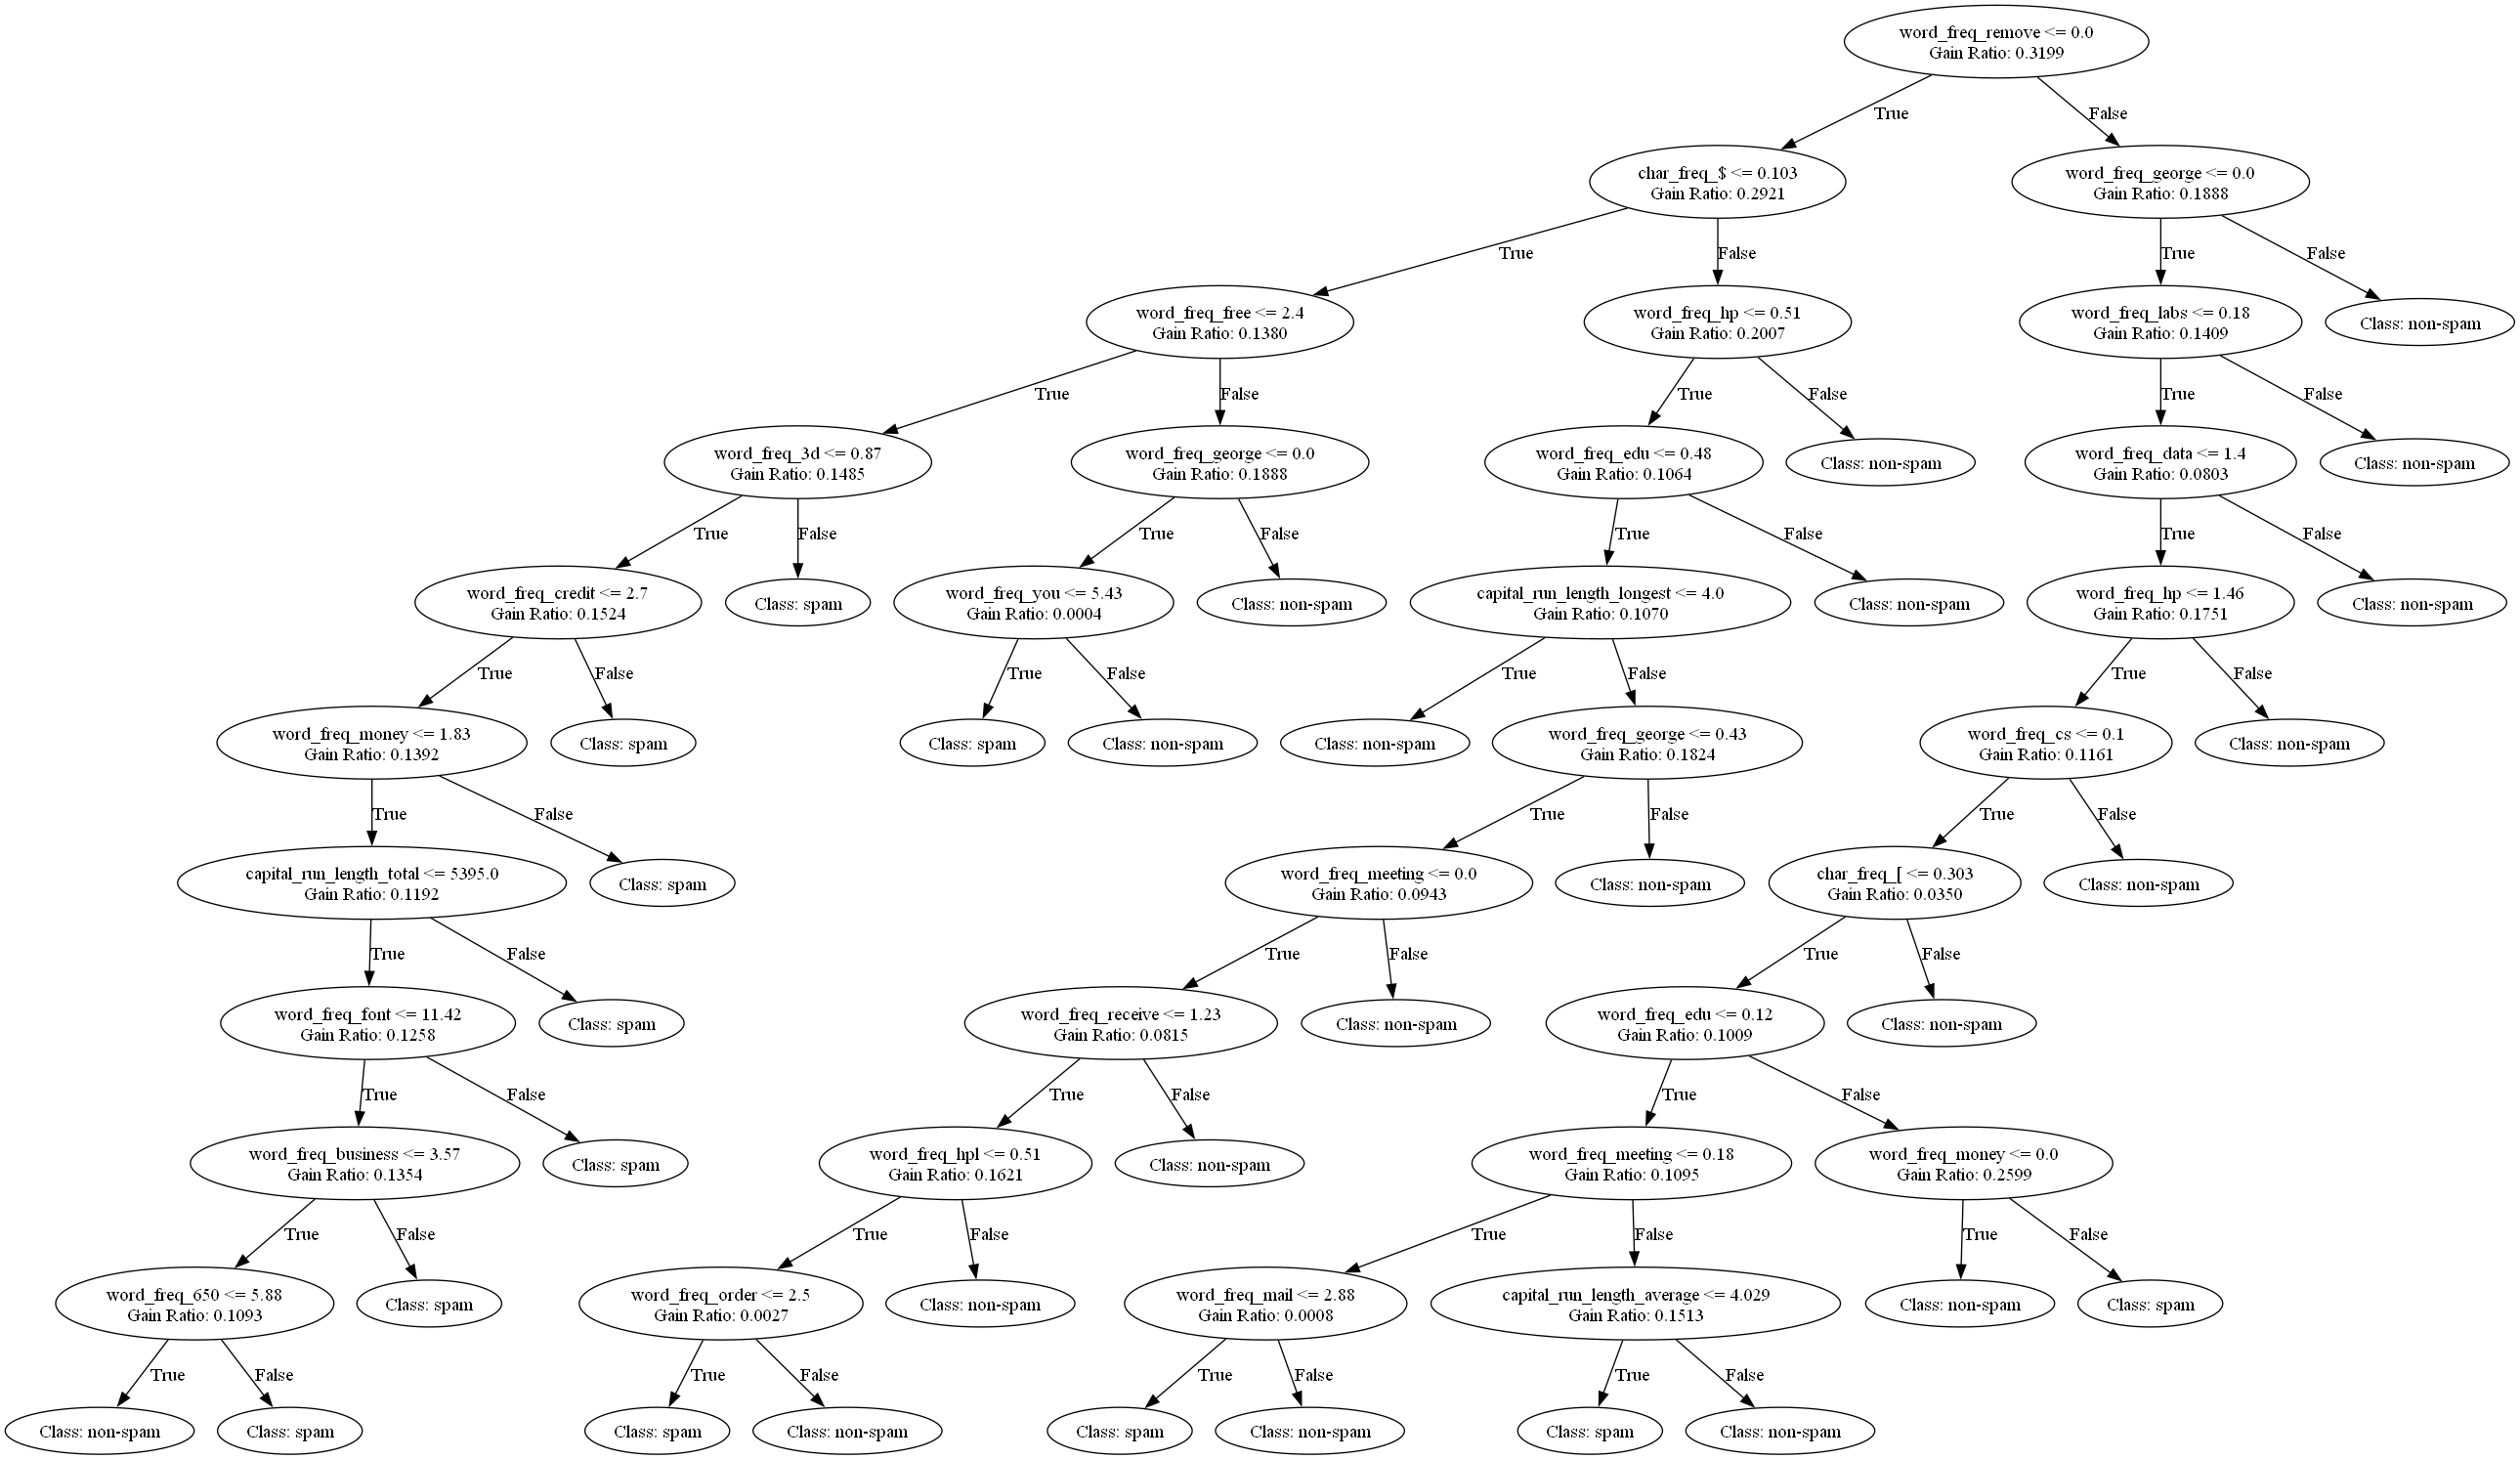 word_freq_remove <= 0.0
Gain Ratio: 0.3199
True
False
char_freq_$ <= 0.103
Gain Ratio: 0.2921
word_freq_george <= 0.0
Gain Ratio: 0.1888
True
False
True
False
word_freq_free <= 2.4
Gain Ratio: 0.1380
word_freq_hp <= 0.51
Gain Ratio: 0.2007
word_freq_labs <= 0.18
Gain Ratio: 0.1409
Class: non-spam
True
False
True
False
True
False
word_freq_3d <= 0.87
Gain Ratio: 0.1485
word_freq_george <= 0.0
Gain Ratio: 0.1888
word_freq_edu <= 0.48
Gain Ratio: 0.1064
Class: non-spam
word_freq_data <= 1.4
Gain Ratio: 0.0803
Class: non-spam
True
False
True
False
True
False
True
False
word_freq_credit <= 2.7
Gain Ratio: 0.1524
Class: spam
word_freq_you <= 5.43
Gain Ratio: 0.0004
Class: non-spam
capital_run_length_longest <= 4.0
Gain Ratio: 0.1070
Class: non-spam
word_freq_hp <= 1.46
Gain Ratio: 0.1751
Class: non-spam
True
False
True
False
True
False
True
False
word_freq_money <= 1.83
Gain Ratio: 0.1392
Class: spam
Class: spam
Class: non-spam
Class: non-spam
word_freq_george <= 0.43
Gain Ratio: 0.1824
word_freq_cs <= 0.1
Gain Ratio: 0.1161
Class: non-spam
True
False
True
False
True
False
capital_run_length_total <= 5395.0
Gain Ratio: 0.1192
Class: spam
word_freq_meeting <= 0.0
Gain Ratio: 0.0943
Class: non-spam
char_freq_[ <= 0.303
Gain Ratio: 0.0350
Class: non-spam
True
False
True
False
True
False
word_freq_font <= 11.42
Gain Ratio: 0.1258
Class: spam
word_freq_receive <= 1.23
Gain Ratio: 0.0815
Class: non-spam
word_freq_edu <= 0.12
Gain Ratio: 0.1009
Class: non-spam
True
False
True
False
True
False
word_freq_business <= 3.57
Gain Ratio: 0.1354
Class: spam
word_freq_hpl <= 0.51
Gain Ratio: 0.1621
Class: non-spam
word_freq_meeting <= 0.18
Gain Ratio: 0.1095
word_freq_money <= 0.0
Gain Ratio: 0.2599
True
False
True
False
True
False
True
False
word_freq_650 <= 5.88
Gain Ratio: 0.1093
Class: spam
word_freq_order <= 2.5
Gain Ratio: 0.0027
Class: non-spam
word_freq_mail <= 2.88
Gain Ratio: 0.0008
capital_run_length_average <= 4.029
Gain Ratio: 0.1513
Class: non-spam
Class: spam
True
False
True
False
True
False
True
False
Class: non-spam
Class: spam
Class: spam
Class: non-spam
Class: spam
Class: non-spam
Class: spam
Class: non-spam